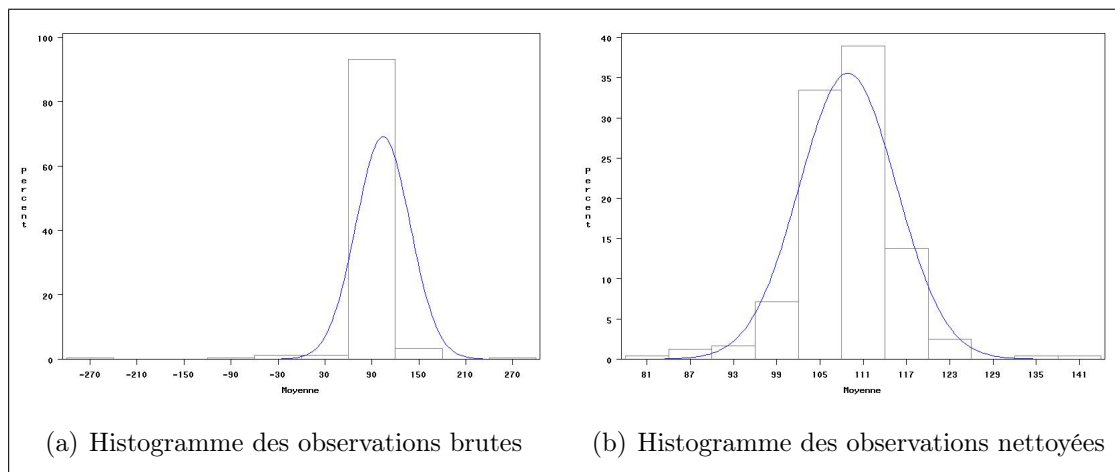 100
80
60
40
20
0
Percent
-270 -210 -150 -90 -30 30 90 150 210 270
Moyenne
(a) Histogramme des observations brutes
40
35
30
25
20
15
10
5
0
Percent
81 87 93 99 105 111 117 123 129 135 141
Moyenne
(b) Histogramme des observations nettoyées